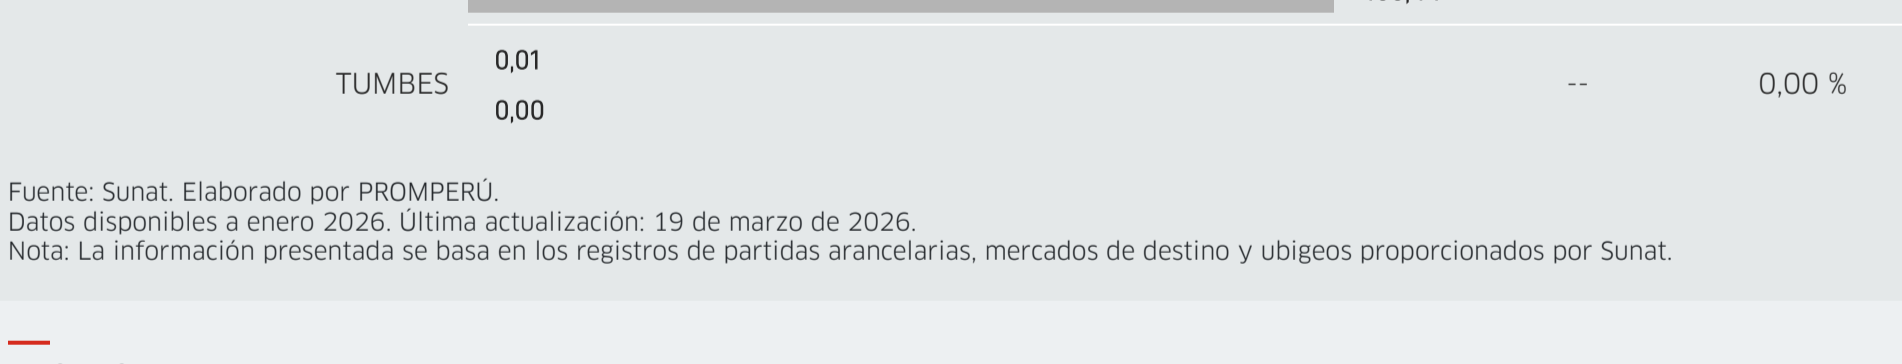 TUMBES
0,01
0,00
-- 0,00 %
Fuente: Sunat. Elaborado por PROMPERÚ.
Datos disponibles a enero 2026. Última actualización: 19 de marzo de 2026.
Nota: La información presentada se basa en los registros de partidas arancelarias, mercados de destino y ubigeos proporcionados por Sunat.